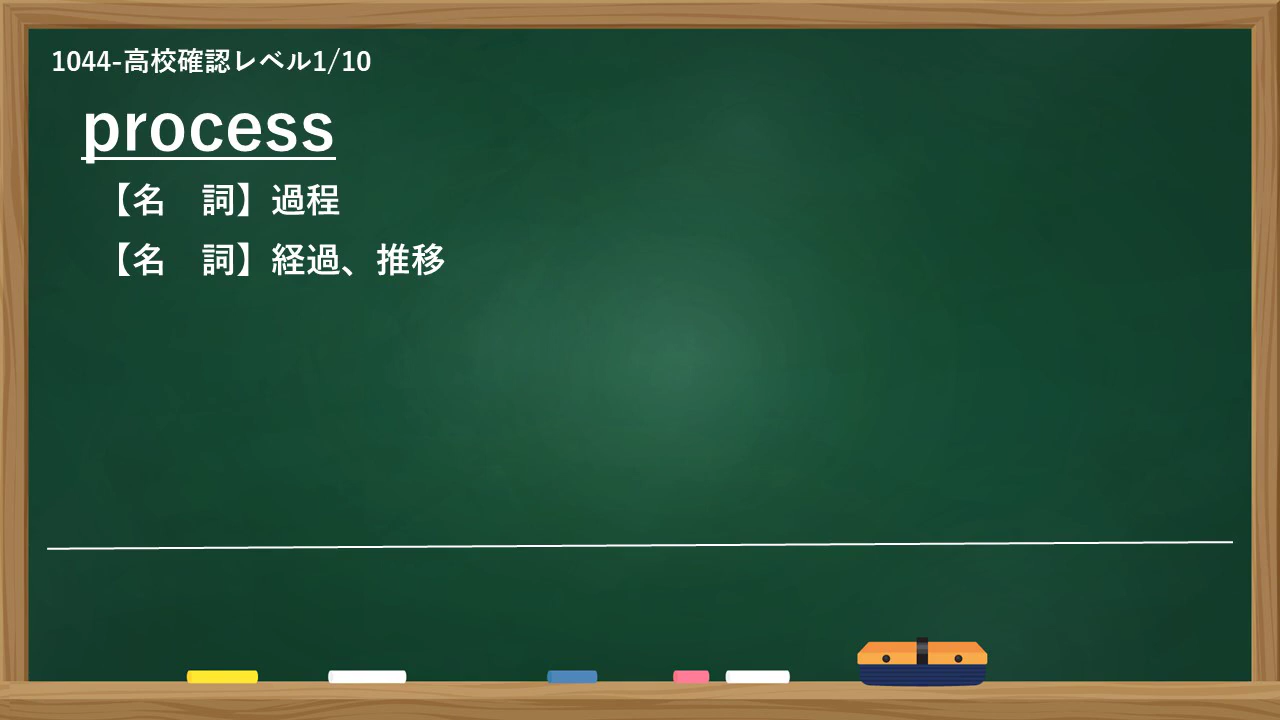 1044-高校確認レベル1/10
process
【名　詞】過程
【名　詞】経過、推移